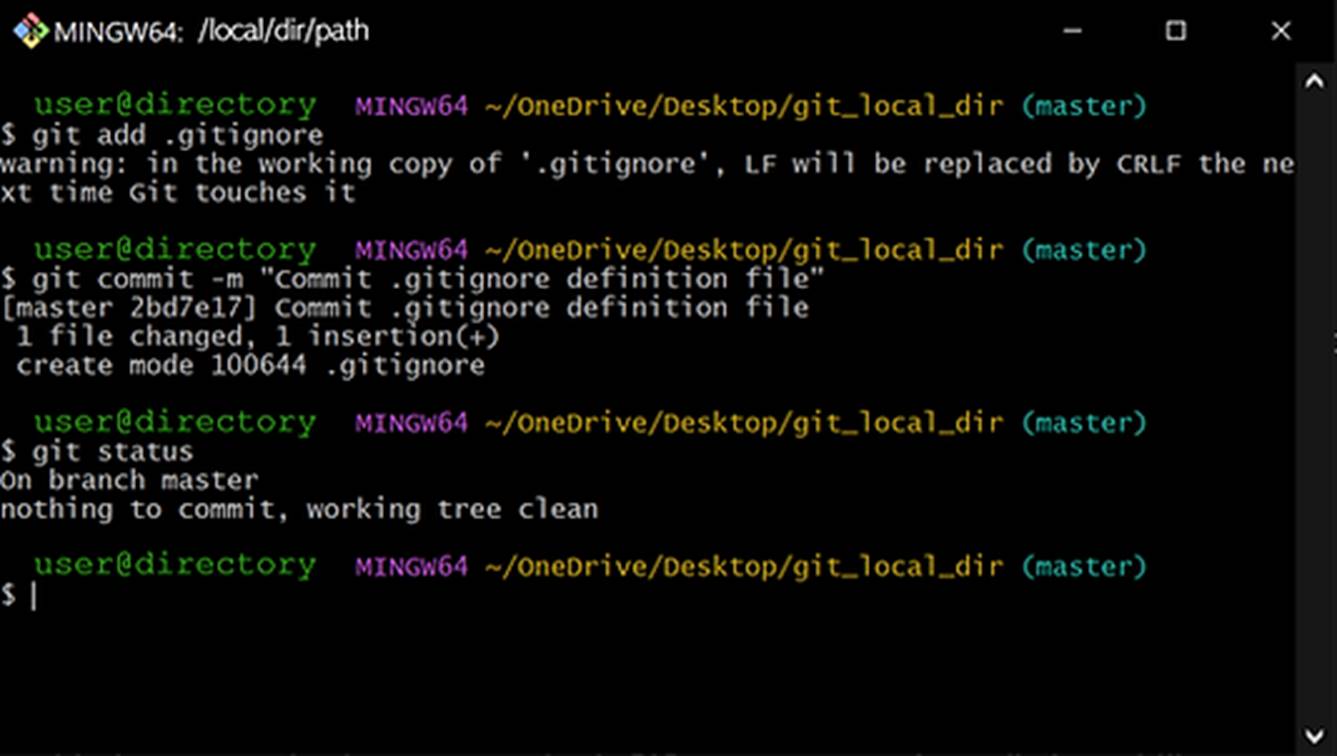 MINGW64: /local/dir/path
user@directory MINGW64 ~/OneDrive/Desktop/git_local_dir (master)
$ git add .gitignore
warning: in the working copy of '.gitignore', LF will be replaced by CRLF the ne
xt time Git touches it
user@directory MINGW64 ~/OneDrive/Desktop/git_local_dir (master)
$ git commit -m "Commit .gitignore definition file"
[master 2bd7e17] Commit .gitignore definition file
1 file changed, 1 insertion(+)
create mode 100644 .gitignore
user@directory MINGW64 ~/OneDrive/Desktop/git_local_dir (master)
$ git status
On branch master
nothing to commit, working tree clean
user@directory MINGW64 ~/OneDrive/Desktop/git_local_dir (master)
$